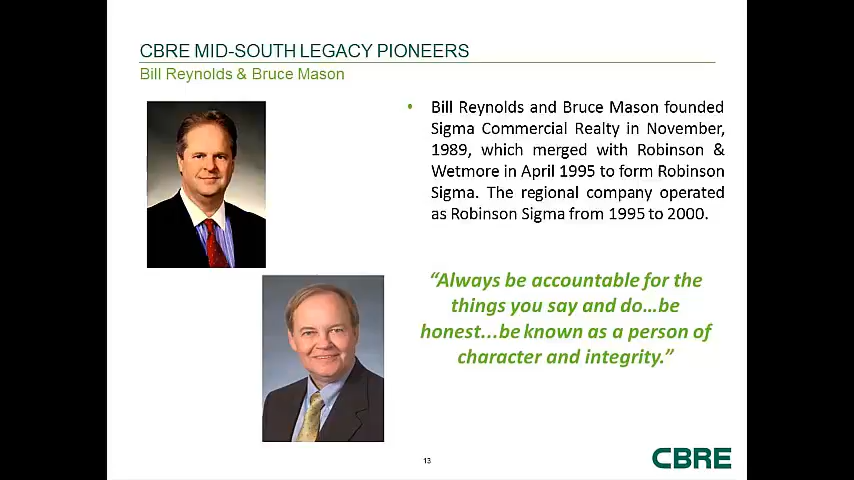 CBRE MID-SOUTH LEGACY PIONEERS
Bill Reynolds & Bruce Mason
• Bill Reynolds and Bruce Mason founded
Sigma Commercial Realty in November,
1989, which merged with Robinson &
Wetmore in April 1995 to form Robinson
Sigma. The regional company operated
as Robinson Sigma from 1995 to 2000.
“Always be accountable for the
things you say and do...be
honest...be known as a person of
character and integrity.”
13
CBRE